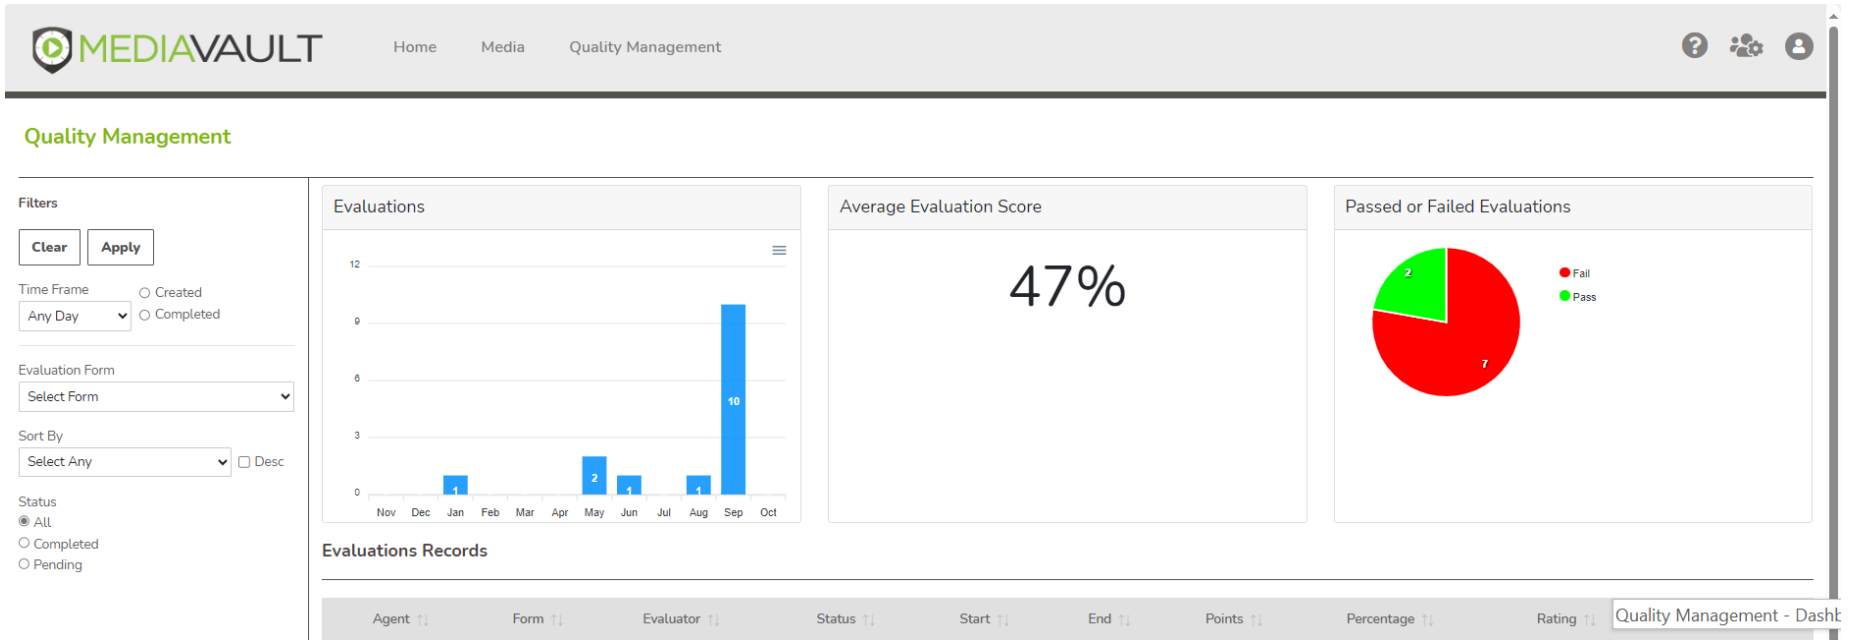 MEDIAVAULT
Home Media Quality Management
Quality Management
Filters
Clear Apply
Time Frame
Created
Any Day
Completed
Evaluation Form
Select Form
Sort By
Select Any
Desc
Status
All
Completed
Pending
Evaluations
12
9
6
3
0
1 2 1 1 10
Nov Dec Jan Feb Mar Apr May Jun Jul Aug Sep Oct
Average Evaluation Score
47%
Passed or Failed Evaluations
2
7
Fail
Pass
Evaluations Records
Agent Form Evaluator Status Start End Points Percentage Rating
Quality Management - Dashb